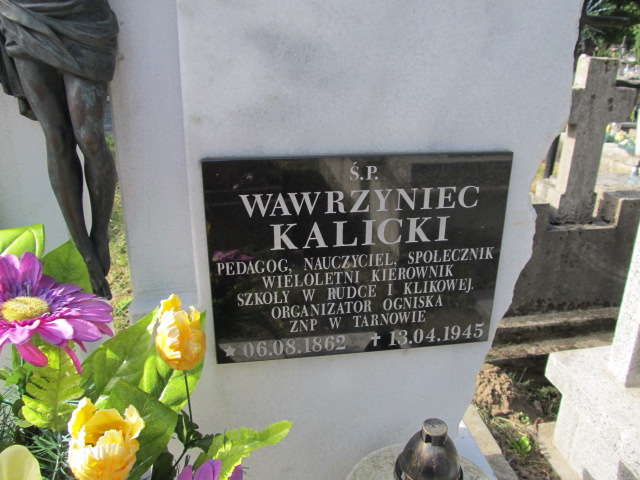 Ś.P.
WAWRZYNIEC
KALICKI
PEDAGOG, NAUCZYCIEL, SPOŁECZNIK
WIELOLETNI KIEROWNIK
SZKOŁY W RUDCE I KLIKOWEJ.
ORGANIZATOR OGNISKA
ZNP W TARNOWIE
★ 06.08.1862 ✝ 13.04.1945